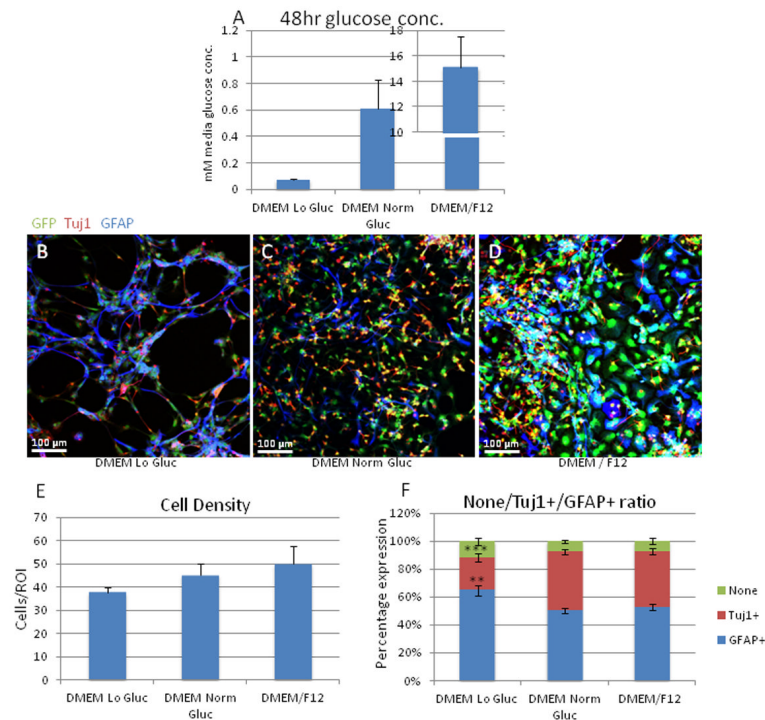 A 48hr glucose conc.
mM media glucose conc.
1.2
1
0.8
0.6
0.4
0.2
0
18
16
14
12
10
DMEM Lo Gluc DMEM Norm Gluc DMEM/F12
GFP Tuj1 GFAP
B C D
100 µm 100 µm 100 µm
DMEM Lo Gluc DMEM Norm Gluc DMEM / F12
E Cell Density
Cells/ROI
70
60
50
40
30
20
10
0
DMEM Lo Gluc DMEM Norm Gluc DMEM/F12
F None/Tuj1+/GFAP+ ratio
Percentage expression
100%
80%
60%
40%
20%
0%
***
**
DMEM Lo Gluc DMEM Norm Gluc DMEM/F12
None
Tuj1+
GFAP+